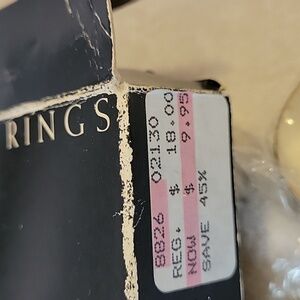 RINGS
8826 02130
REG. $ 18.00
NOW $ 9.95
SAVE 45%